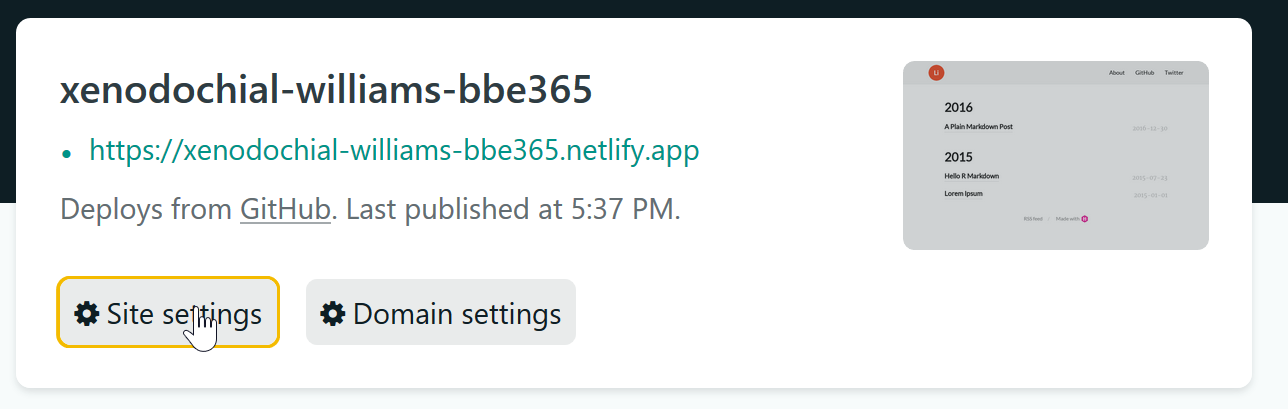 xenodochial-williams-bbe365
• https://xenodochial-williams-bbe365.netlify.app
Deploys from GitHub. Last published at 5:37 PM.
Site settings Domain settings
Li About GitHub Twitter
2016
A Plain Markdown Post 2016-12-30
2015
Hello R Markdown 2015-07-23
Lorem Ipsum 2015-01-01
RSS feed / Made with H